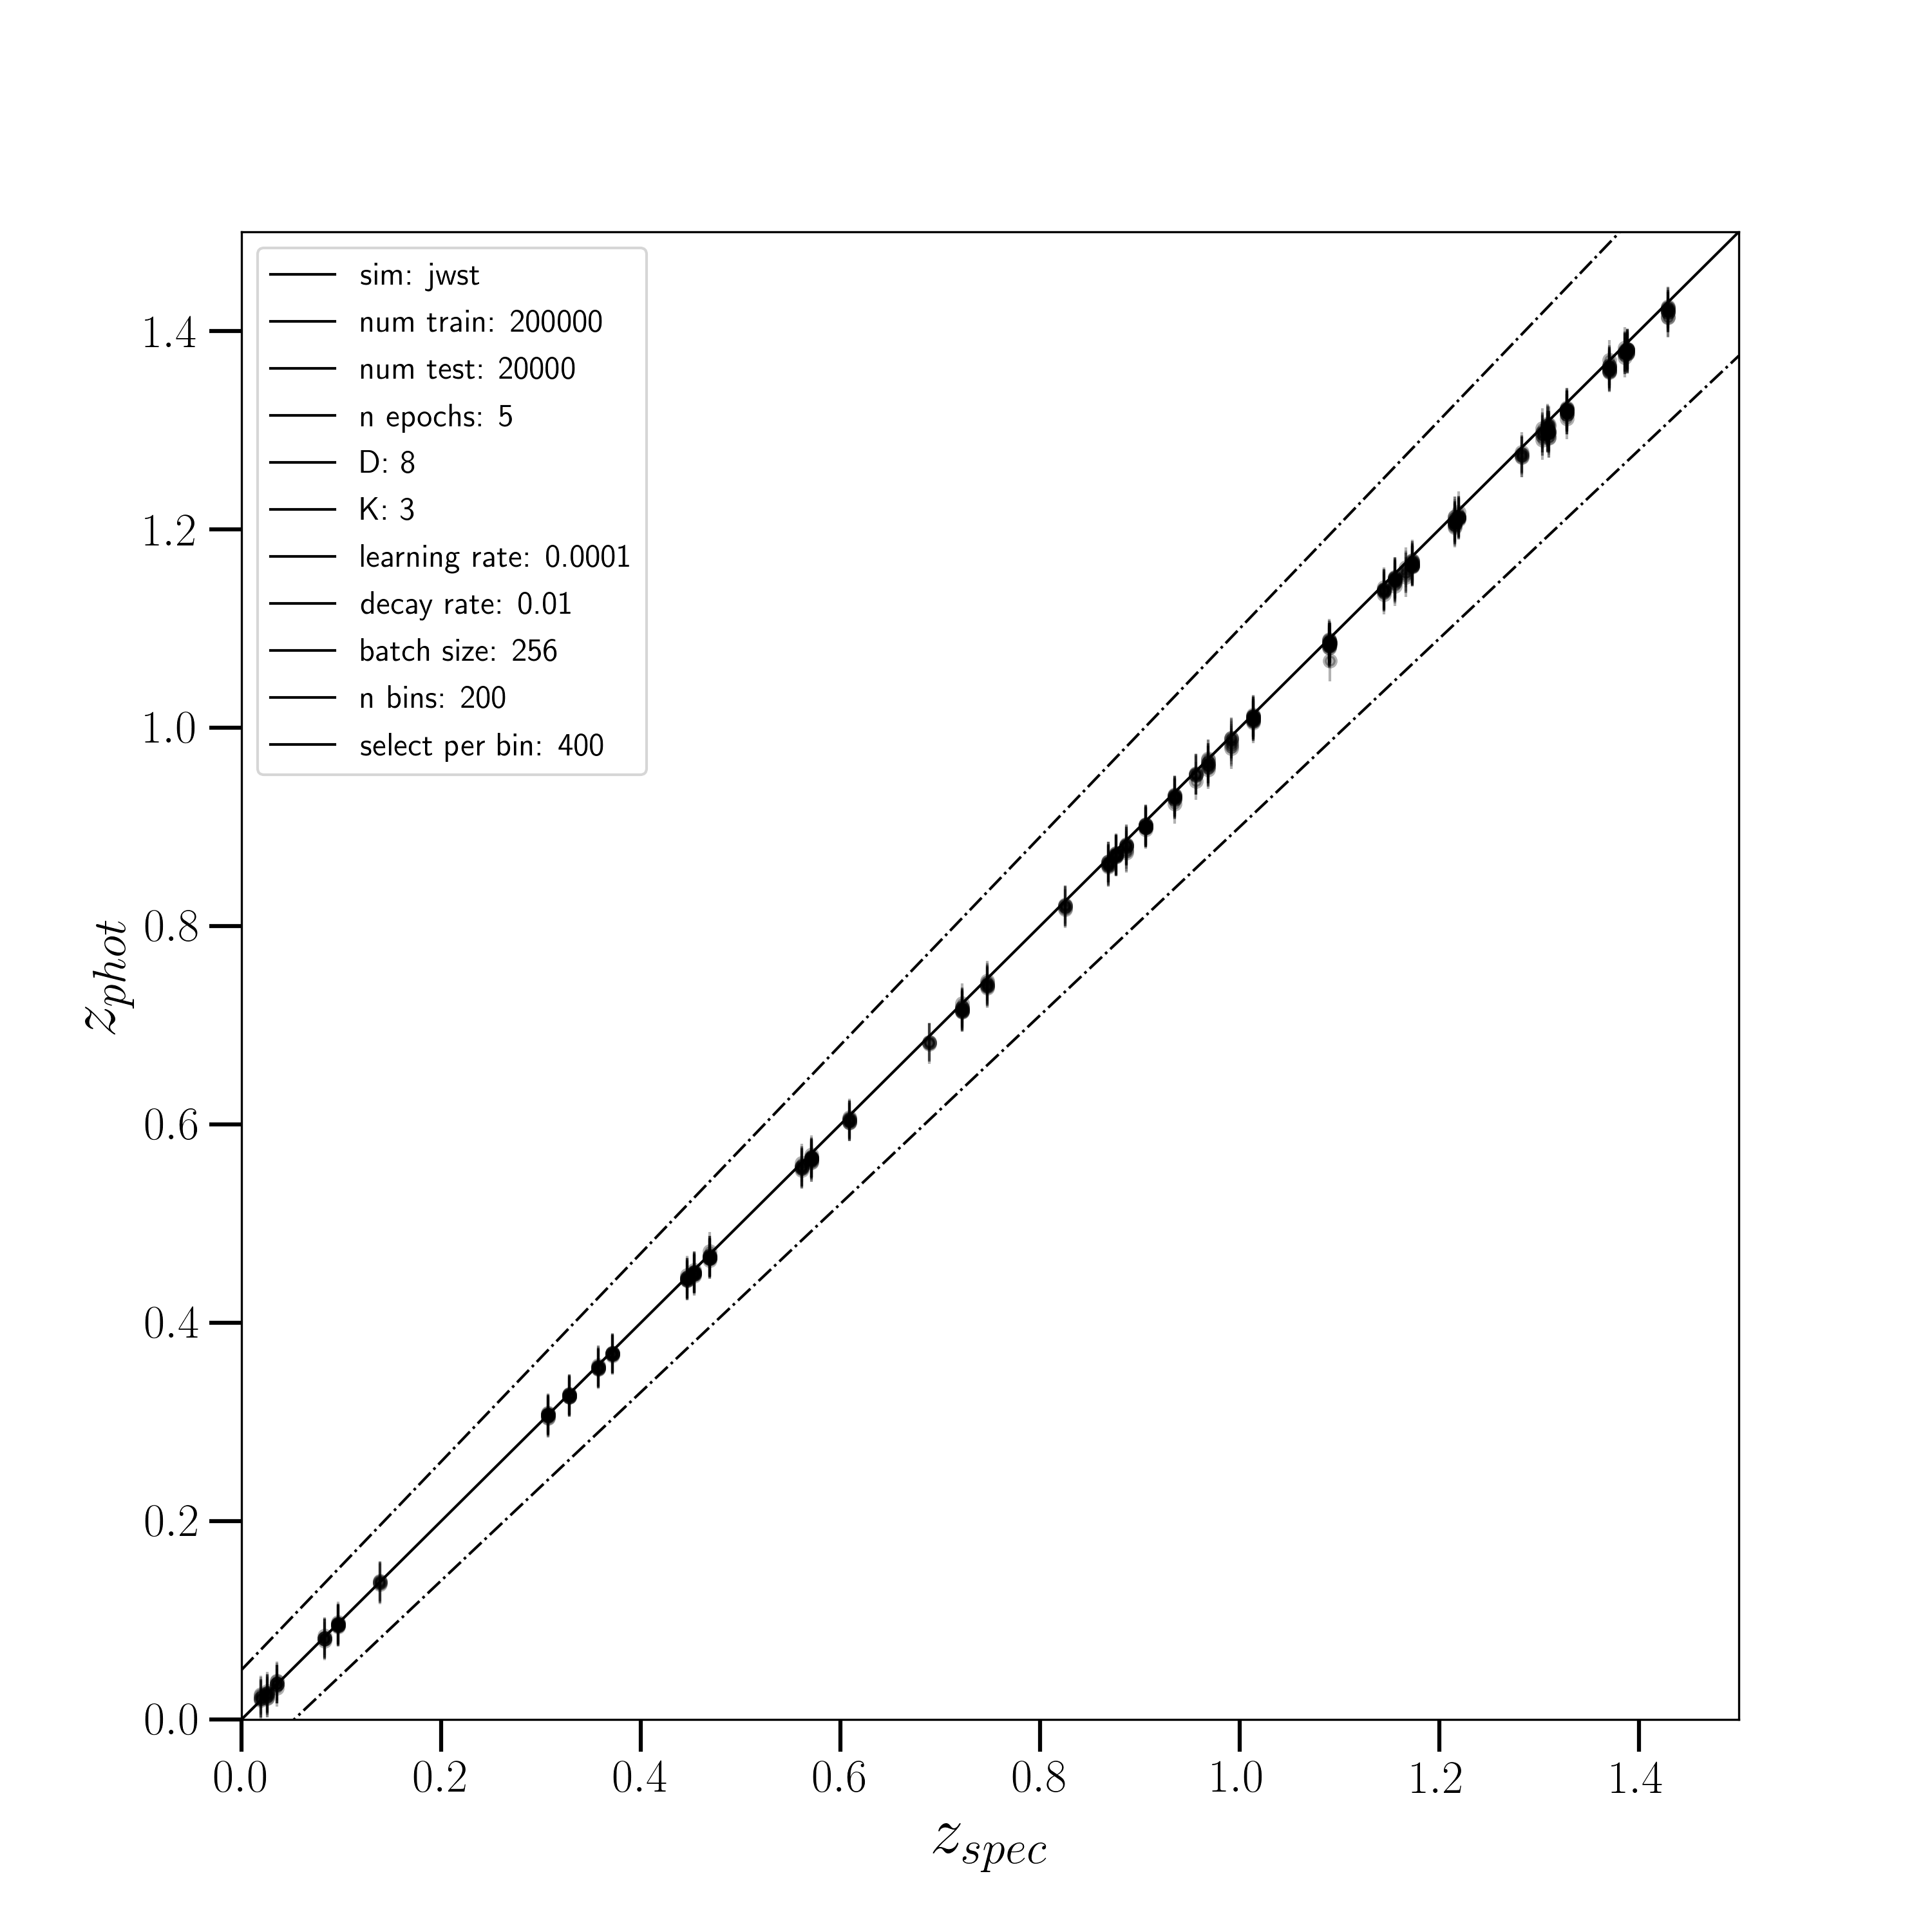 sim: jwst
num train: 200000
num test: 20000
n epochs: 5
D: 8
K: 3
learning rate: 0.0001
decay rate: 0.01
batch size: 256
n bins: 200
select per bin: 400
1.4
1.2
1.0
0.8
0.6
0.4
0.2
0.0
z_phot
0.0 0.2 0.4 0.6 0.8 1.0 1.2 1.4
z_spec